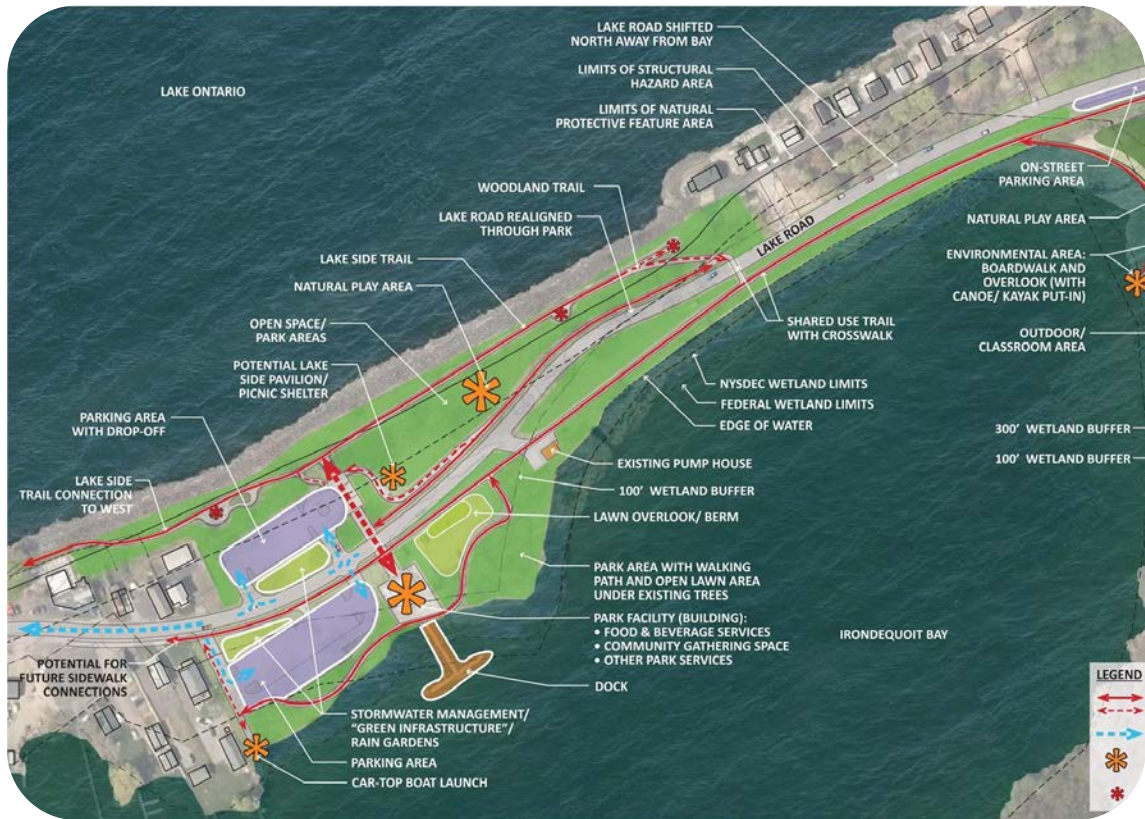 LAKE ONTARIO
LAKE ROAD SHIFTED
NORTH AWAY FROM BAY
LIMITS OF STRUCTURAL
HAZARD AREA
LIMITS OF NATURAL
PROTECTIVE FEATURE AREA
WOODLAND TRAIL
LAKE ROAD REALIGNED
THROUGH PARK
LAKE SIDE TRAIL
NATURAL PLAY AREA
OPEN SPACE/
PARK AREAS
POTENTIAL LAKE
SIDE PAVILION/
PICNIC SHELTER
PARKING AREA
WITH DROP-OFF
LAKE SIDE
TRAIL CONNECTION
TO WEST
LAKE ROAD
ON-STREET
PARKING AREA
NATURAL PLAY AREA
ENVIRONMENTAL AREA:
BOARDWALK AND
OVERLOOK (WITH
CANOE/ KAYAK PUT-IN)
OUTDOOR/
CLASSROOM AREA
300' WETLAND BUFFER
100' WETLAND BUFFER
SHARED USE TRAIL
WITH CROSSWALK
NYSDEC WETLAND LIMITS
FEDERAL WETLAND LIMITS
EDGE OF WATER
EXISTING PUMP HOUSE
100' WETLAND BUFFER
LAWN OVERLOOK/ BERM
PARK AREA WITH WALKING
PATH AND OPEN LAWN AREA
UNDER EXISTING TREES
PARK FACILITY (BUILDING):
• FOOD & BEVERAGE SERVICES
• COMMUNITY GATHERING SPACE
• OTHER PARK SERVICES
DOCK
IRONDEQUOIT BAY
POTENTIAL FOR
FUTURE SIDEWALK
CONNECTIONS
STORMWATER MANAGEMENT/
"GREEN INFRASTRUCTURE"/
RAIN GARDENS
PARKING AREA
CAR-TOP BOAT LAUNCH
LEGEND